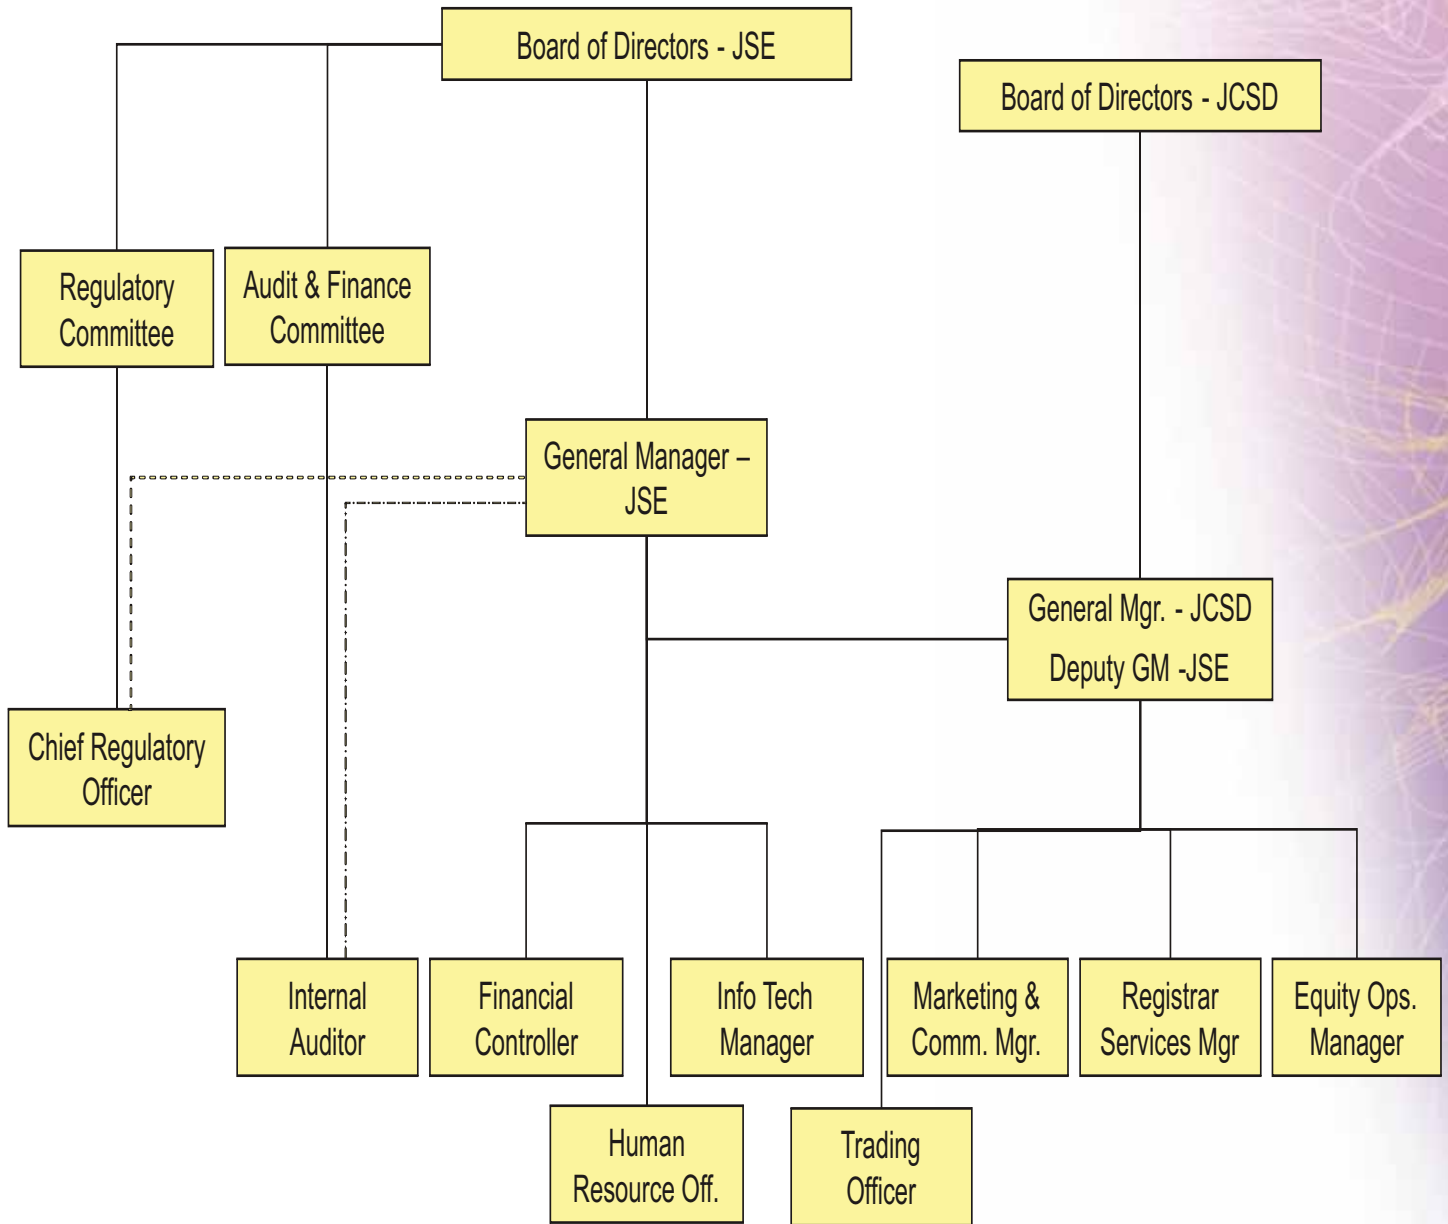 Board of Directors - JSE
Board of Directors - JCSD
Regulatory
Committee
Audit & Finance
Committee
General Manager –
JSE
General Mgr. - JCSD
Deputy GM -JSE
Chief Regulatory
Officer
Internal
Auditor
Financial
Controller
Info Tech
Manager
Marketing &
Comm. Mgr.
Registrar
Services Mgr
Equity Ops.
Manager
Human
Resource Off.
Trading
Officer